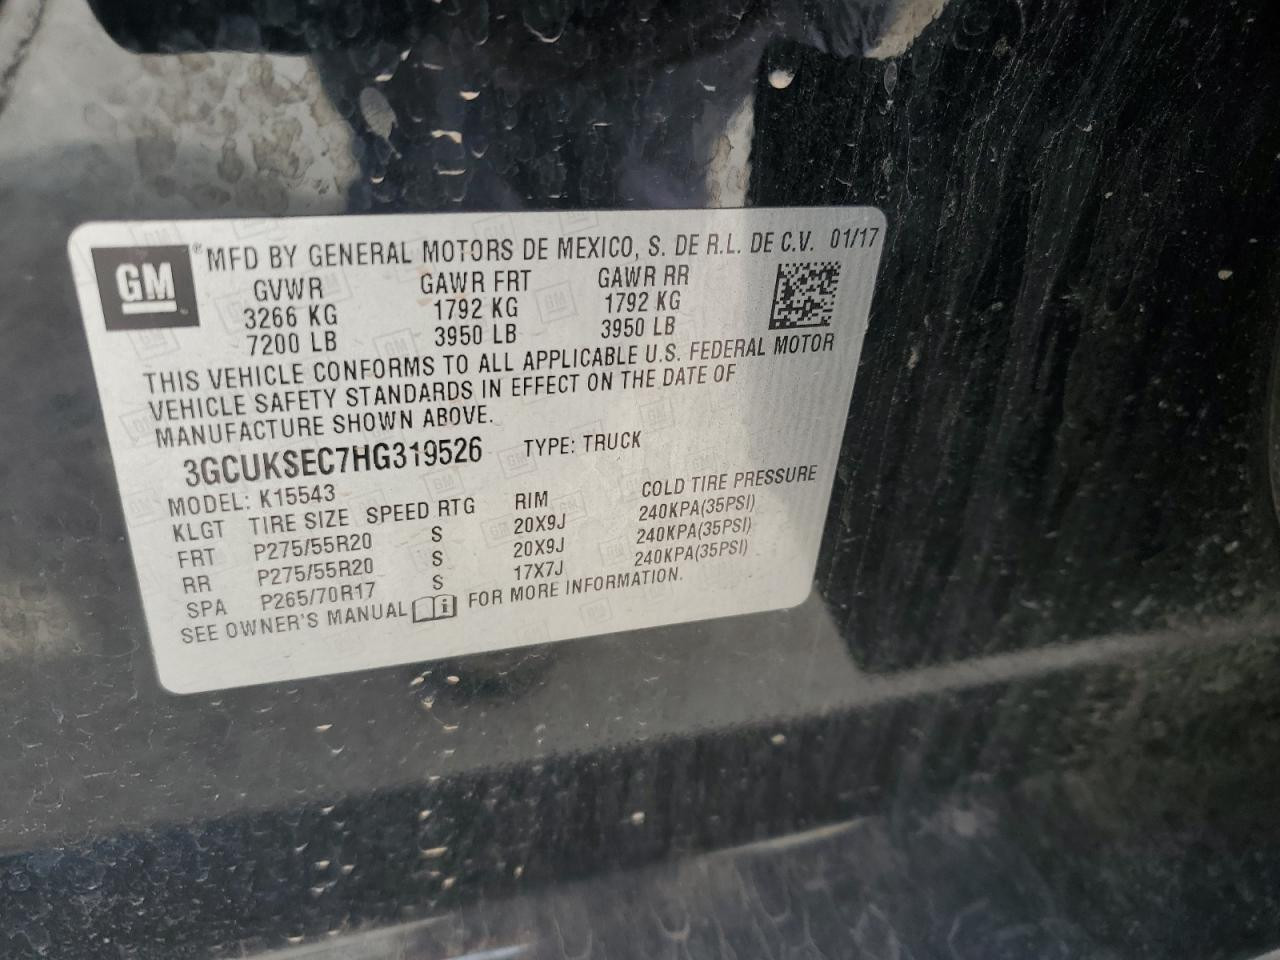 GM
® MFD BY GENERAL MOTORS DE MEXICO, S. DE R.L. DE C.V. 01/17
GVWR GAWR FRT GAWR RR
3266 KG 1792 KG 1792 KG
7200 LB 3950 LB 3950 LB
THIS VEHICLE CONFORMS TO ALL APPLICABLE U.S. FEDERAL MOTOR
VEHICLE SAFETY STANDARDS IN EFFECT ON THE DATE OF
MANUFACTURE SHOWN ABOVE.
3GCUKSEC7HG319526 TYPE: TRUCK
MODEL: K15543
KLGT TIRE SIZE SPEED RTG RIM COLD TIRE PRESSURE
FRT P275/55R20 S 20X9J 240KPA(35PSI)
RR P275/55R20 S 20X9J 240KPA(35PSI)
SPA P265/70R17 S 17X7J 240KPA(35PSI)
SEE OWNER'S MANUAL i FOR MORE INFORMATION.